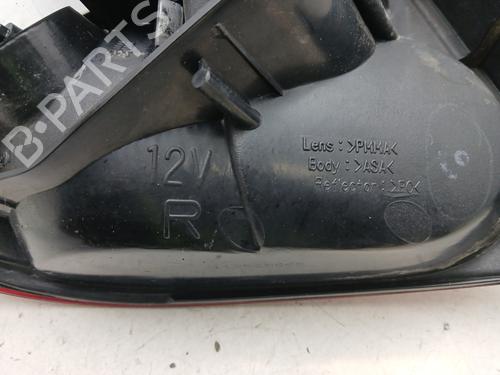 B-PARTS
12V
R
Lens : >PMMA<
Body : >ASA<
Reflector : >PC<